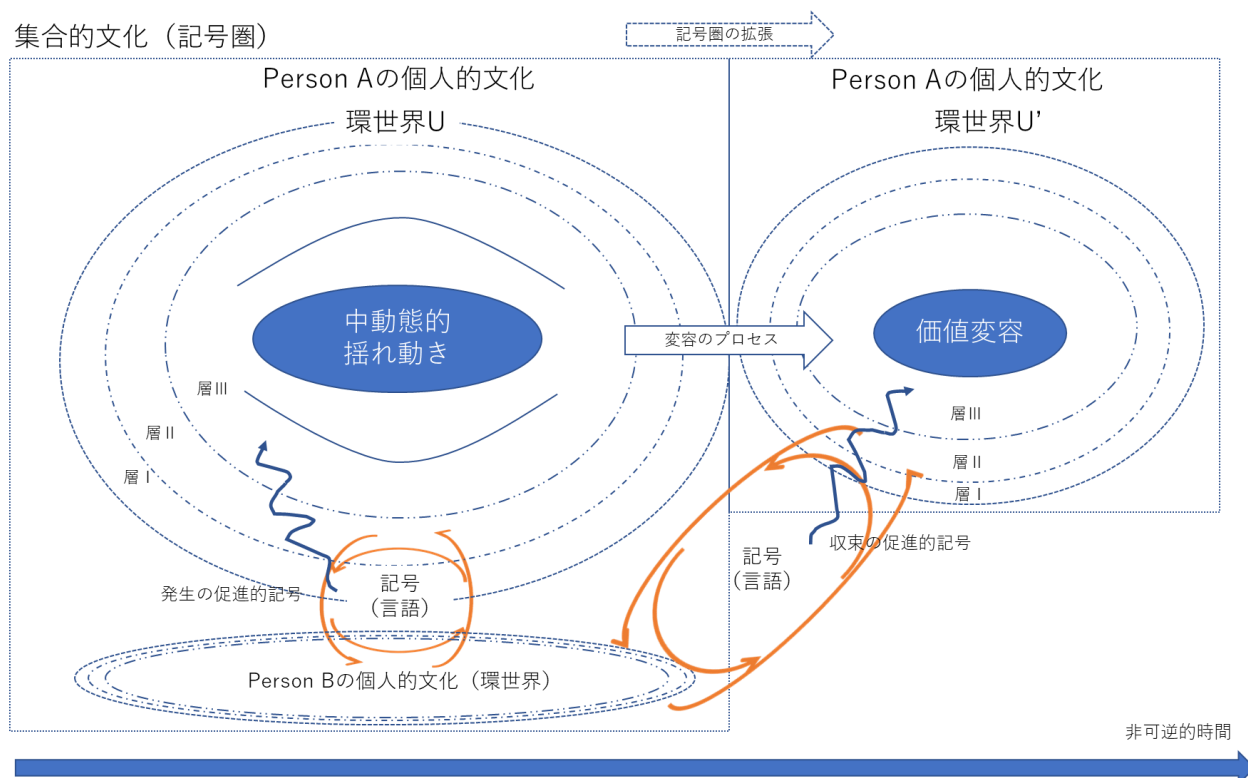 集合的文化（記号圏）
記号圏の拡張
Person Aの個人的文化
環世界U
Person Aの個人的文化
環世界U’
中動態的
揺れ動き
変容のプロセス
価値変容
層Ⅲ
層Ⅱ
層Ⅰ
層Ⅲ
層Ⅱ
層Ⅰ
発生の促進的記号
記号
（言語）
記号
（言語）
収束の促進的記号
Person Bの個人的文化（環世界）
非可逆的時間